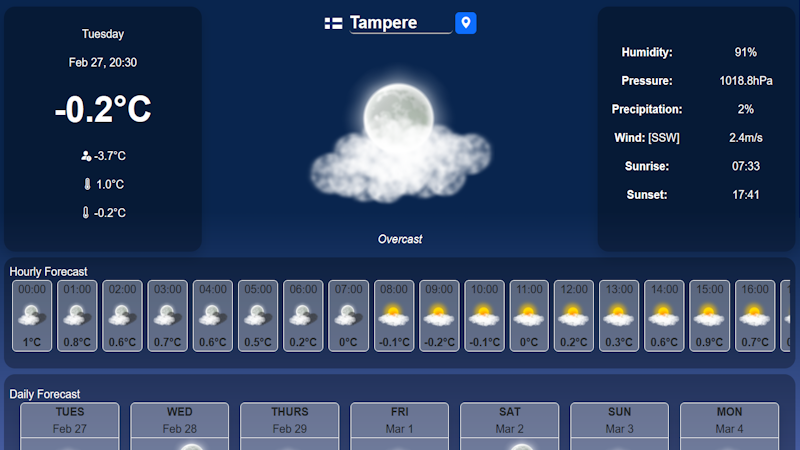 Tuesday
Feb 27, 20:30
-0.2°C
-3.7°C
1.0°C
-0.2°C
Tampere
Overcast
Humidity: 91%
Pressure: 1018.8hPa
Precipitation: 2%
Wind: [SSW] 2.4m/s
Sunrise: 07:33
Sunset: 17:41
Hourly Forecast
00:00 01:00 02:00 03:00 04:00 05:00 06:00 07:00 08:00 09:00 10:00 11:00 12:00 13:00 14:00 15:00 16:00
1°C 0.8°C 0.6°C 0.7°C 0.6°C 0.5°C 0.2°C 0°C -0.1°C -0.2°C -0.1°C 0°C 0.2°C 0.3°C 0.6°C 0.9°C 0.7°C
Daily Forecast
TUES WED THURS FRI SAT SUN MON
Feb 27 Feb 28 Feb 29 Mar 1 Mar 2 Mar 3 Mar 4